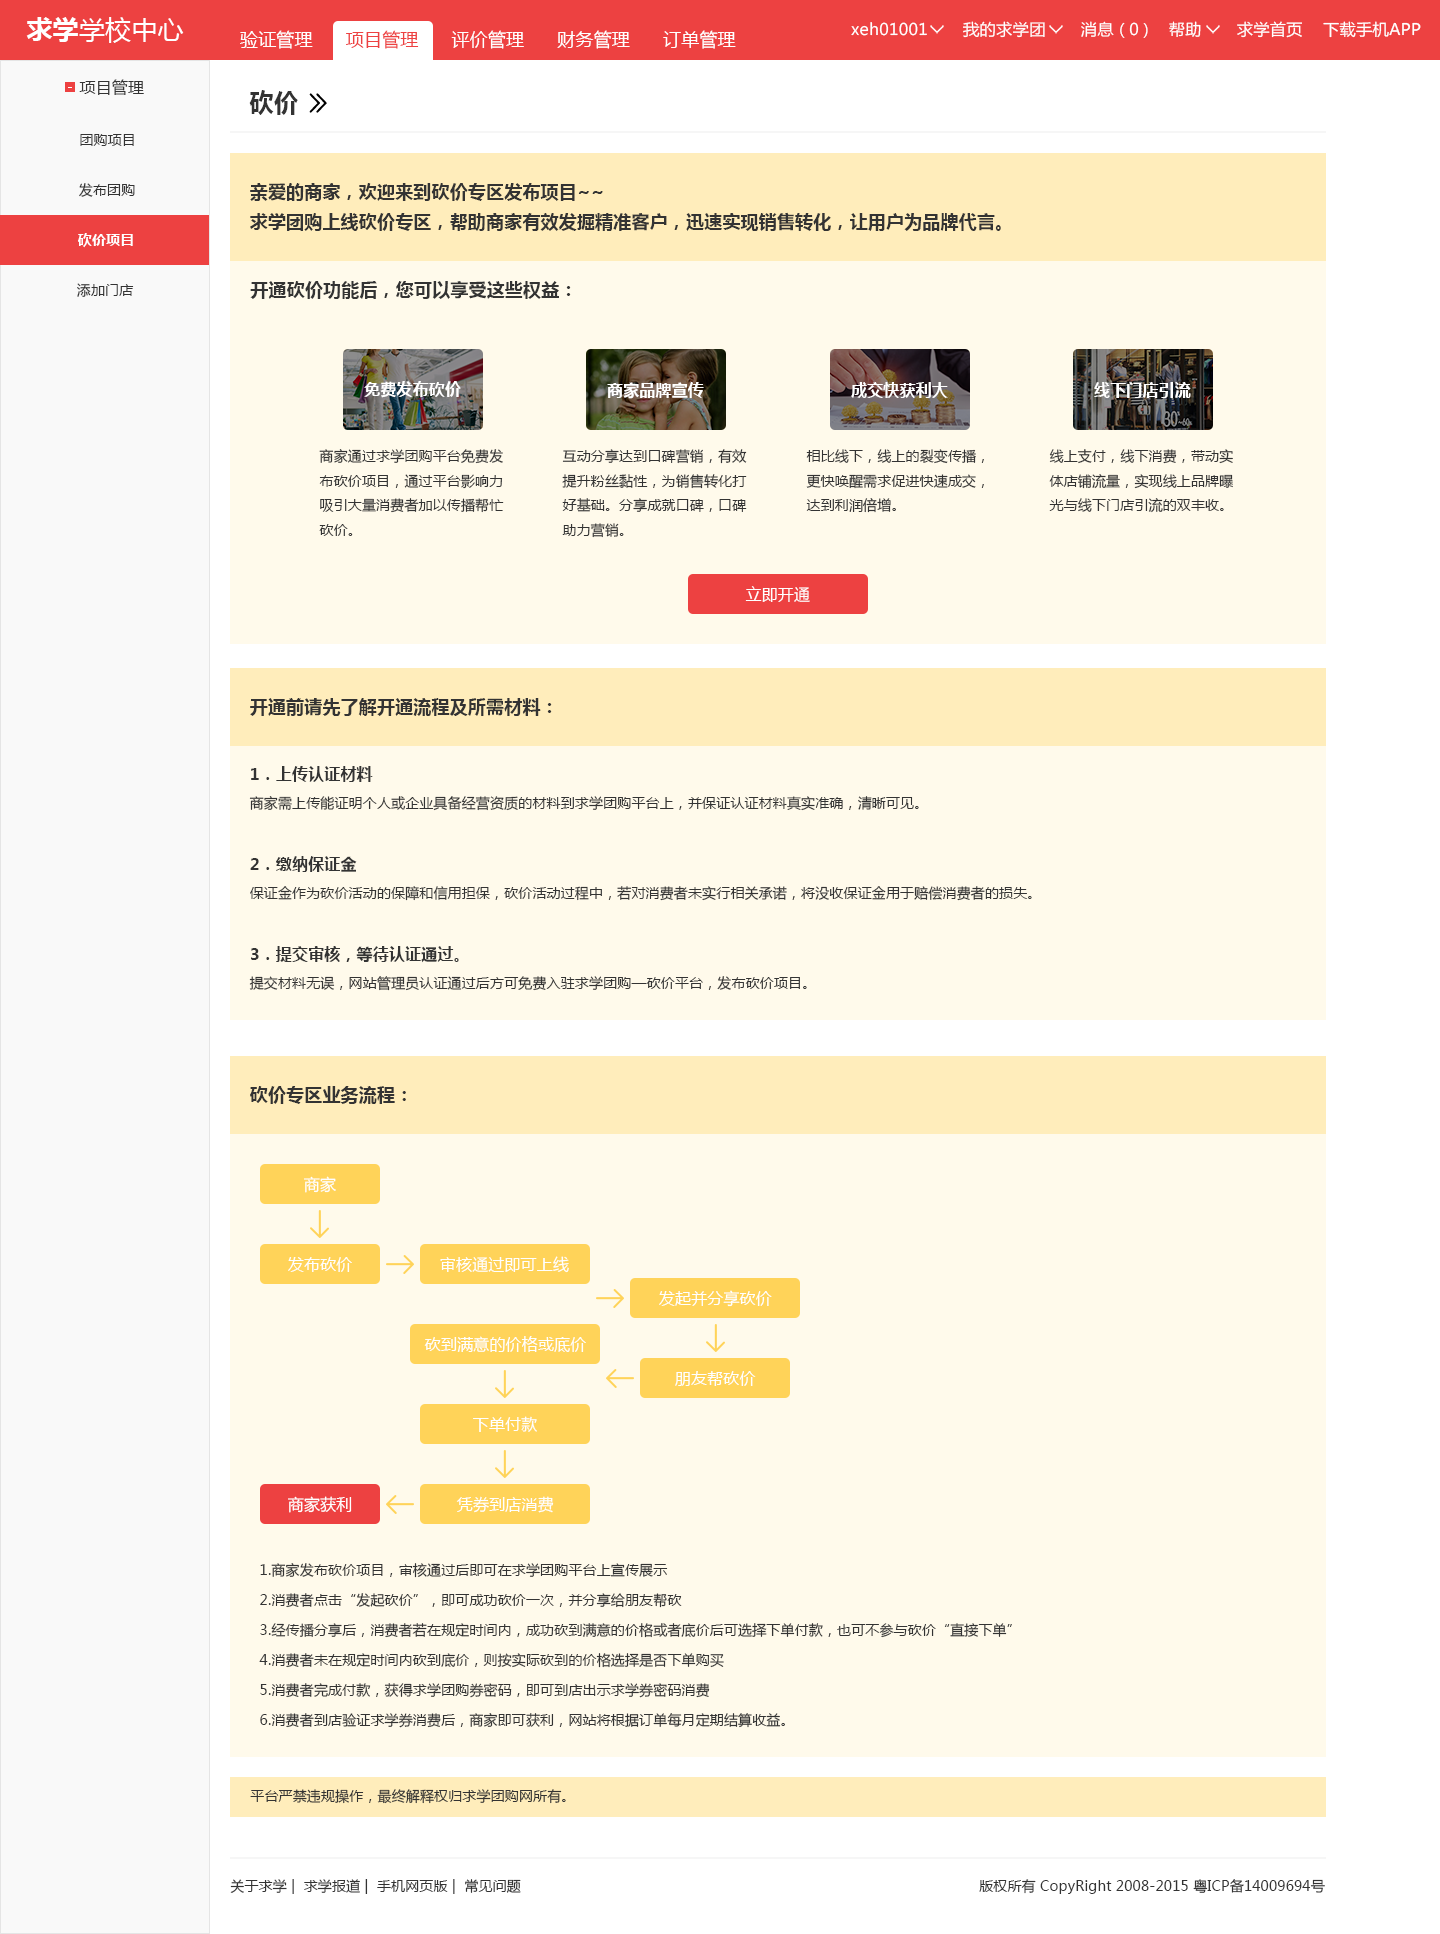 求学学校中心
验证管理 项目管理 评价管理 财务管理 订单管理
xeh01001 我的求学团 消息（0） 帮助 求学首页 下载手机APP
项目管理
团购项目
发布团购
砍价项目
添加门店
砍价
亲爱的商家，欢迎来到砍价专区发布项目~~
求学团购上线砍价专区，帮助商家有效发掘精准客户，迅速实现销售转化，让用户为品牌代言。
开通砍价功能后，您可以享受这些权益：
免费发布砍价
商家通过求学团购平台免费发
布砍价项目，通过平台影响力
吸引大量消费者加以传播帮忙
砍价。
商家品牌宣传
互动分享达到口碑营销，有效
提升粉丝黏性，为销售转化打
好基础。分享成就口碑，口碑
助力营销。
成交快获利大
相比线下，线上的裂变传播，
更快唤醒需求促进快速成交，
达到利润倍增。
线下门店引流
30%
线上支付，线下消费，带动实
体店铺流量，实现线上品牌曝
光与线下门店引流的双丰收。
立即开通
开通前请先了解开通流程及所需材料：
1．上传认证材料
商家需上传能证明个人或企业具备经营资质的材料到求学团购平台上，并保证认证材料真实准确，清晰可见。
2．缴纳保证金
保证金作为砍价活动的保障和信用担保，砍价活动过程中，若对消费者未实行相关承诺，将没收保证金用于赔偿消费者的损失。
3．提交审核，等待认证通过。
提交材料无误，网站管理员认证通过后方可免费入驻求学团购—砍价平台，发布砍价项目。
砍价专区业务流程：
商家
发布砍价
审核通过即可上线
发起并分享砍价
砍到满意的价格或底价
朋友帮砍价
下单付款
商家获利
凭券到店消费
1.商家发布砍价项目，审核通过后即可在求学团购平台上宣传展示
2.消费者点击“发起砍价”，即可成功砍价一次，并分享给朋友帮砍
3.经传播分享后，消费者若在规定时间内，成功砍到满意的价格或者底价后可选择下单付款，也可不参与砍价“直接下单”
4.消费者未在规定时间内砍到底价，则按实际砍到的价格选择是否下单购买
5.消费者完成付款，获得求学团购券密码，即可到店出示求学券密码消费
6.消费者到店验证求学券消费后，商家即可获利，网站将根据订单每月定期结算收益。
平台严禁违规操作，最终解释权归求学团购网所有。
关于求学 | 求学报道 | 手机网页版 | 常见问题
版权所有 CopyRight 2008-2015 粤ICP备14009694号